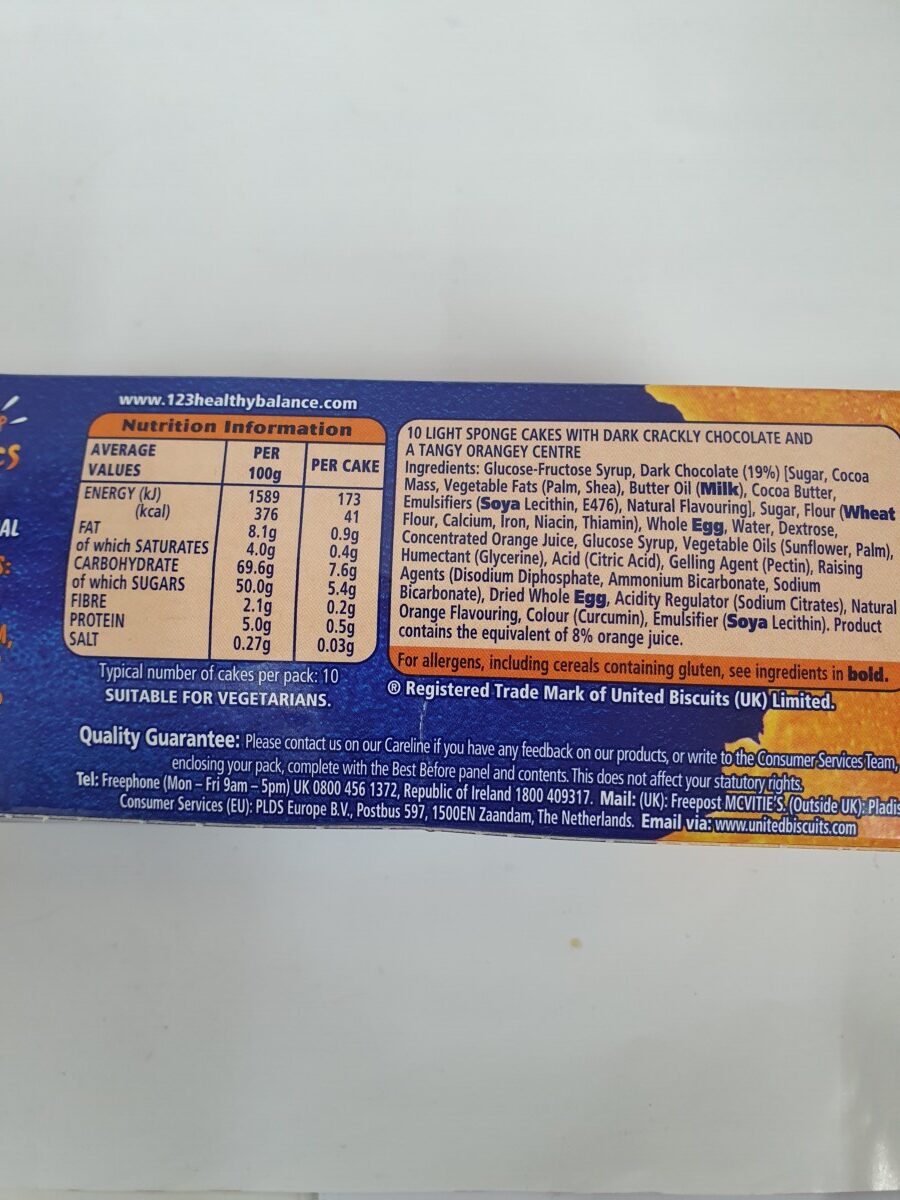 www.123healthybalance.com
Nutrition Information
AVERAGE VALUES PER 100g PER CAKE
ENERGY (kJ) 1589 173
(kcal) 376 41
FAT 8.1g 0.9g
of which SATURATES 4.0g 0.4g
CARBOHYDRATE 69.6g 7.6g
of which SUGARS 50.0g 5.4g
FIBRE 2.1g 0.2g
PROTEIN 5.0g 0.5g
SALT 0.27g 0.03g
Typical number of cakes per pack: 10
SUITABLE FOR VEGETARIANS.
10 LIGHT SPONGE CAKES WITH DARK CRACKLY CHOCOLATE AND
A TANGY ORANGEY CENTRE
Ingredients: Glucose-Fructose Syrup, Dark Chocolate (19%) [Sugar, Cocoa
Mass, Vegetable Fats (Palm, Shea), Butter Oil (Milk), Cocoa Butter,
Emulsifiers (Soya Lecithin, E476), Natural Flavouring], Sugar, Flour (Wheat
Flour, Calcium, Iron, Niacin, Thiamin), Whole Egg, Water, Dextrose,
Concentrated Orange Juice, Glucose Syrup, Vegetable Oils (Sunflower, Palm),
Humectant (Glycerine), Acid (Citric Acid), Gelling Agent (Pectin), Raising
Agents (Disodium Diphosphate, Ammonium Bicarbonate, Sodium
Bicarbonate), Dried Whole Egg, Acidity Regulator (Sodium Citrates), Natural
Orange Flavouring, Colour (Curcumin), Emulsifier (Soya Lecithin). Product
contains the equivalent of 8% orange juice.
For allergens, including cereals containing gluten, see ingredients in bold.
® Registered Trade Mark of United Biscuits (UK) Limited.
Quality Guarantee: Please contact us on our Careline if you have any feedback on our products, or write to the Consumer Services Team,
enclosing your pack, complete with the Best Before panel and contents. This does not affect your statutory rights.
Tel: Freephone (Mon – Fri 9am – 5pm) UK 0800 456 1372, Republic of Ireland 1800 409317. Mail: (UK): Freepost MCVITIE'S, (Outside UK): Pladis
Consumer Services (EU): PLDS Europe B.V., Postbus 597, 1500EN Zaandam, The Netherlands. Email via: www.unitedbiscuits.com